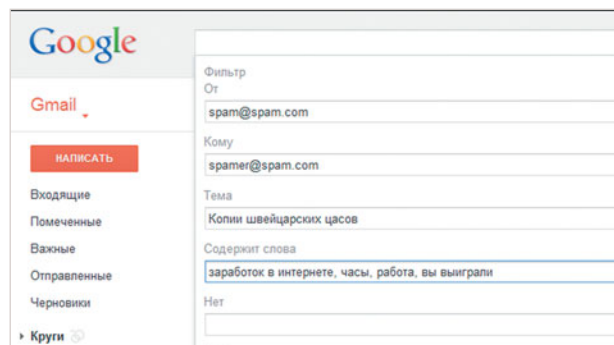 Google
Gmail
НАПИСАТЬ
Входящие
Помеченные
Важные
Отправленные
Черновики
Круги
Фильтр
От
spam@spam.com
Кому
spamer@spam.com
Тема
Копии швейцарских цасов
Содержит слова
заработок в интернете, часы, работа, вы выиграли
Нет